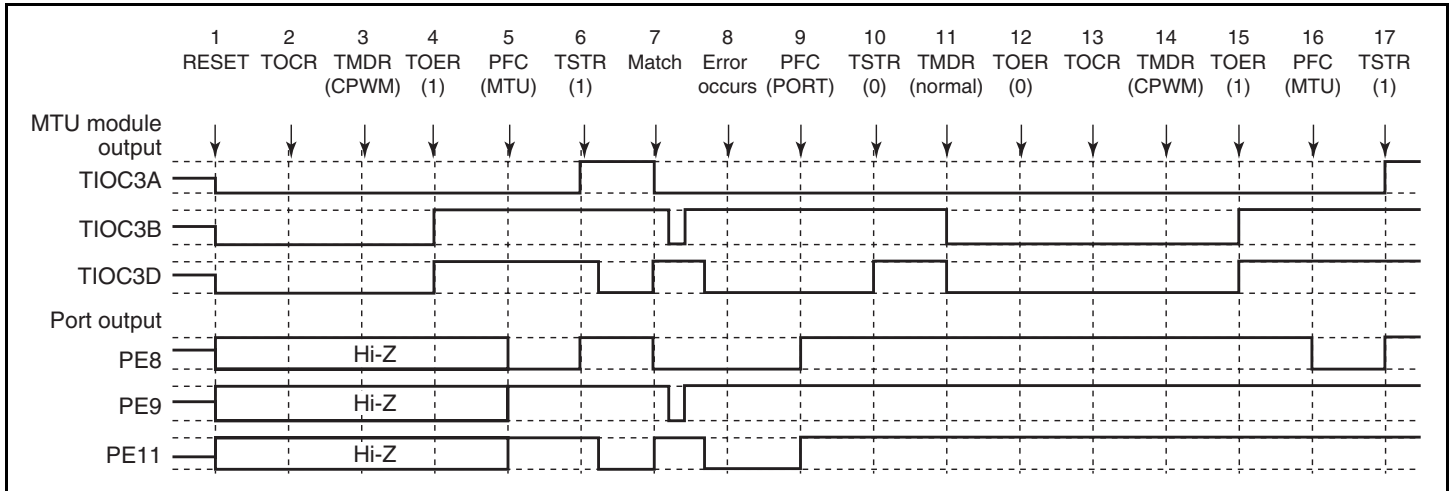 1 2 3 4 5 6 7 8 9 10 11 12 13 14 15 16 17
RESET TOCR TMDR TOER PFC TSTR Match Error PFC TSTR TMDR TOER TOCR TMDR TOER PFC TSTR
(CPWM) (1) (MTU) (1) occurs (PORT) (0) (normal) (0) (CPWM) (1) (MTU) (1)
MTU module
output
TIOC3A
TIOC3B
TIOC3D
Port output
PE8 Hi-Z
PE9 Hi-Z
PE11 Hi-Z